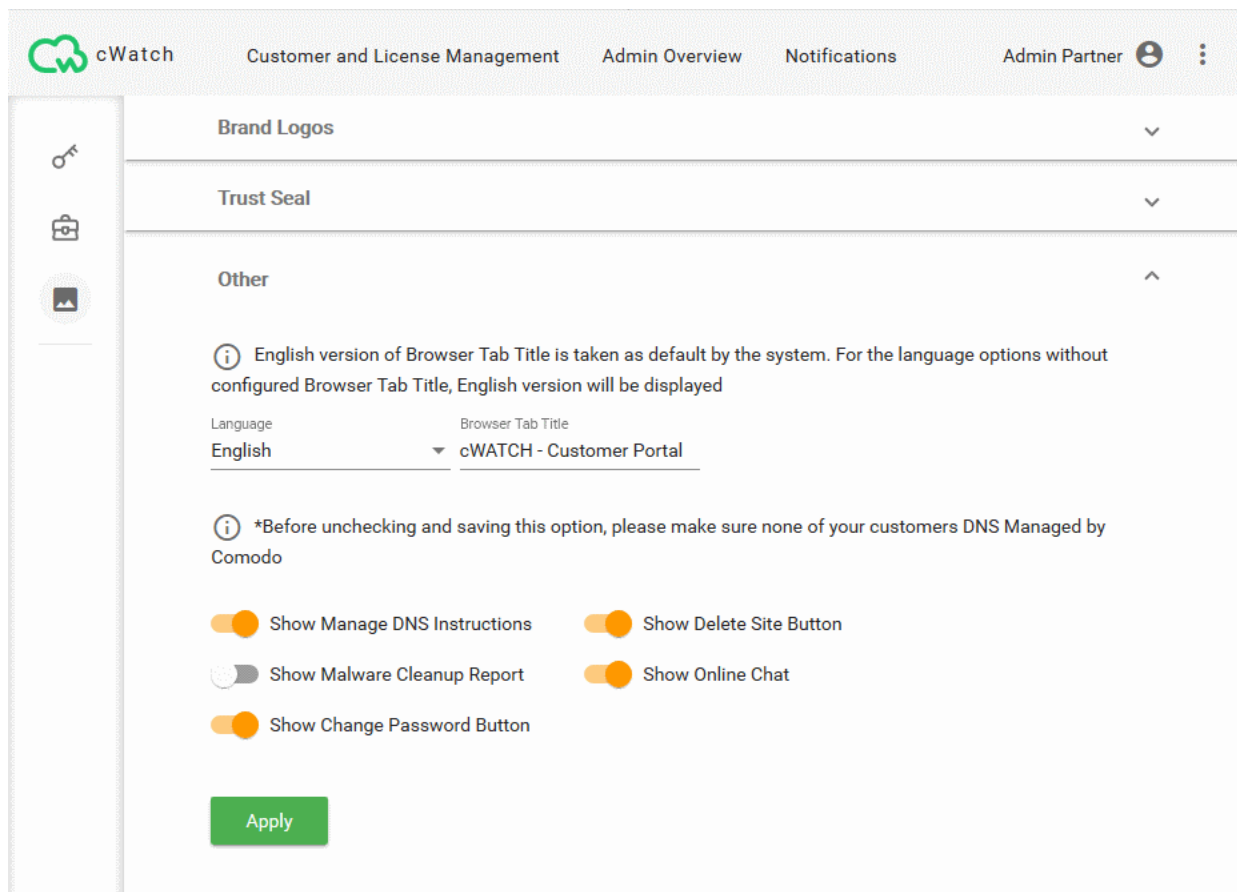 cWatch Customer and License Management Admin Overview Notifications Admin Partner
Brand Logos
Trust Seal
Other
English version of Browser Tab Title is taken as default by the system. For the language options without
configured Browser Tab Title, English version will be displayed
Language Browser Tab Title
English cWATCH - Customer Portal
*Before unchecking and saving this option, please make sure none of your customers DNS Managed by
Comodo
Show Manage DNS Instructions Show Delete Site Button
Show Malware Cleanup Report Show Online Chat
Show Change Password Button
Apply